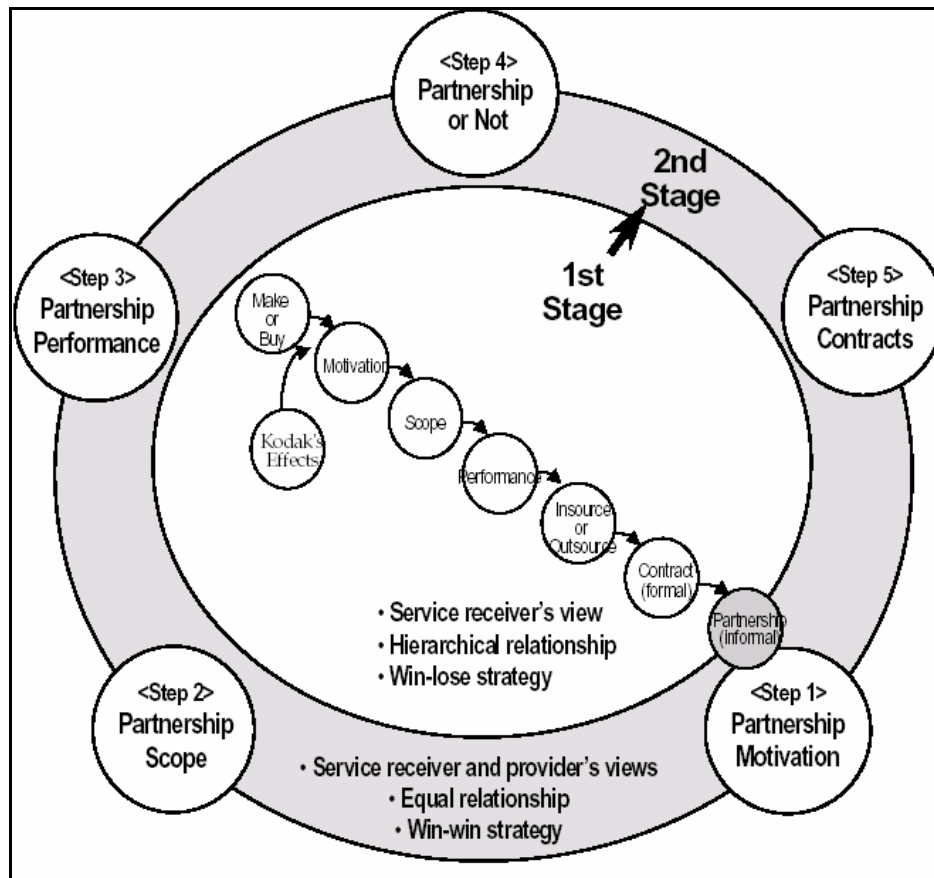 <Step 4>
Partnership
or Not
2nd
Stage
1st
Stage
<Step 3>
Partnership
Performance
<Step 5>
Partnership
Contracts
Make
or
Buy
Motivation
Kodak's
Effects
Scope
Performance
Insource
or
Outsource
Contract
(formal)
Partnership
(informal)
• Service receiver's view
• Hierarchical relationship
• Win-lose strategy
<Step 2>
Partnership
Scope
<Step 1>
Partnership
Motivation
• Service receiver and provider's views
• Equal relationship
• Win-win strategy